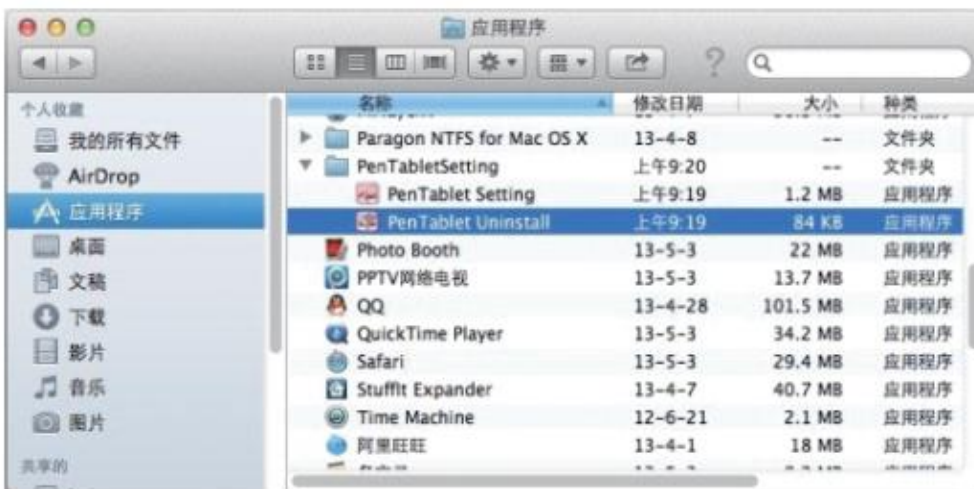 应用程序
个人收藏
我的所有文件
AirDrop
应用程序
桌面
文稿
下载
影片
音乐
图片
共享的
名称 修改日期 大小 种类
Paragon NTFS for Mac OS X 13-4-8 -- 文件夹
PenTabletSetting 上午9:20 -- 文件夹
PenTablet Setting 上午9:19 1.2 MB 应用程序
PenTablet Uninstall 上午9:19 84 KB 应用程序
Photo Booth 13-5-3 22 MB 应用程序
PPTV网络电视 13-5-3 13.7 MB 应用程序
QQ 13-4-28 101.5 MB 应用程序
QuickTime Player 13-5-3 34.2 MB 应用程序
Safari 13-5-3 29.4 MB 应用程序
StuffIt Expander 13-4-7 40.7 MB 应用程序
Time Machine 12-6-21 2.1 MB 应用程序
阿里旺旺 13-4-1 18 MB 应用程序